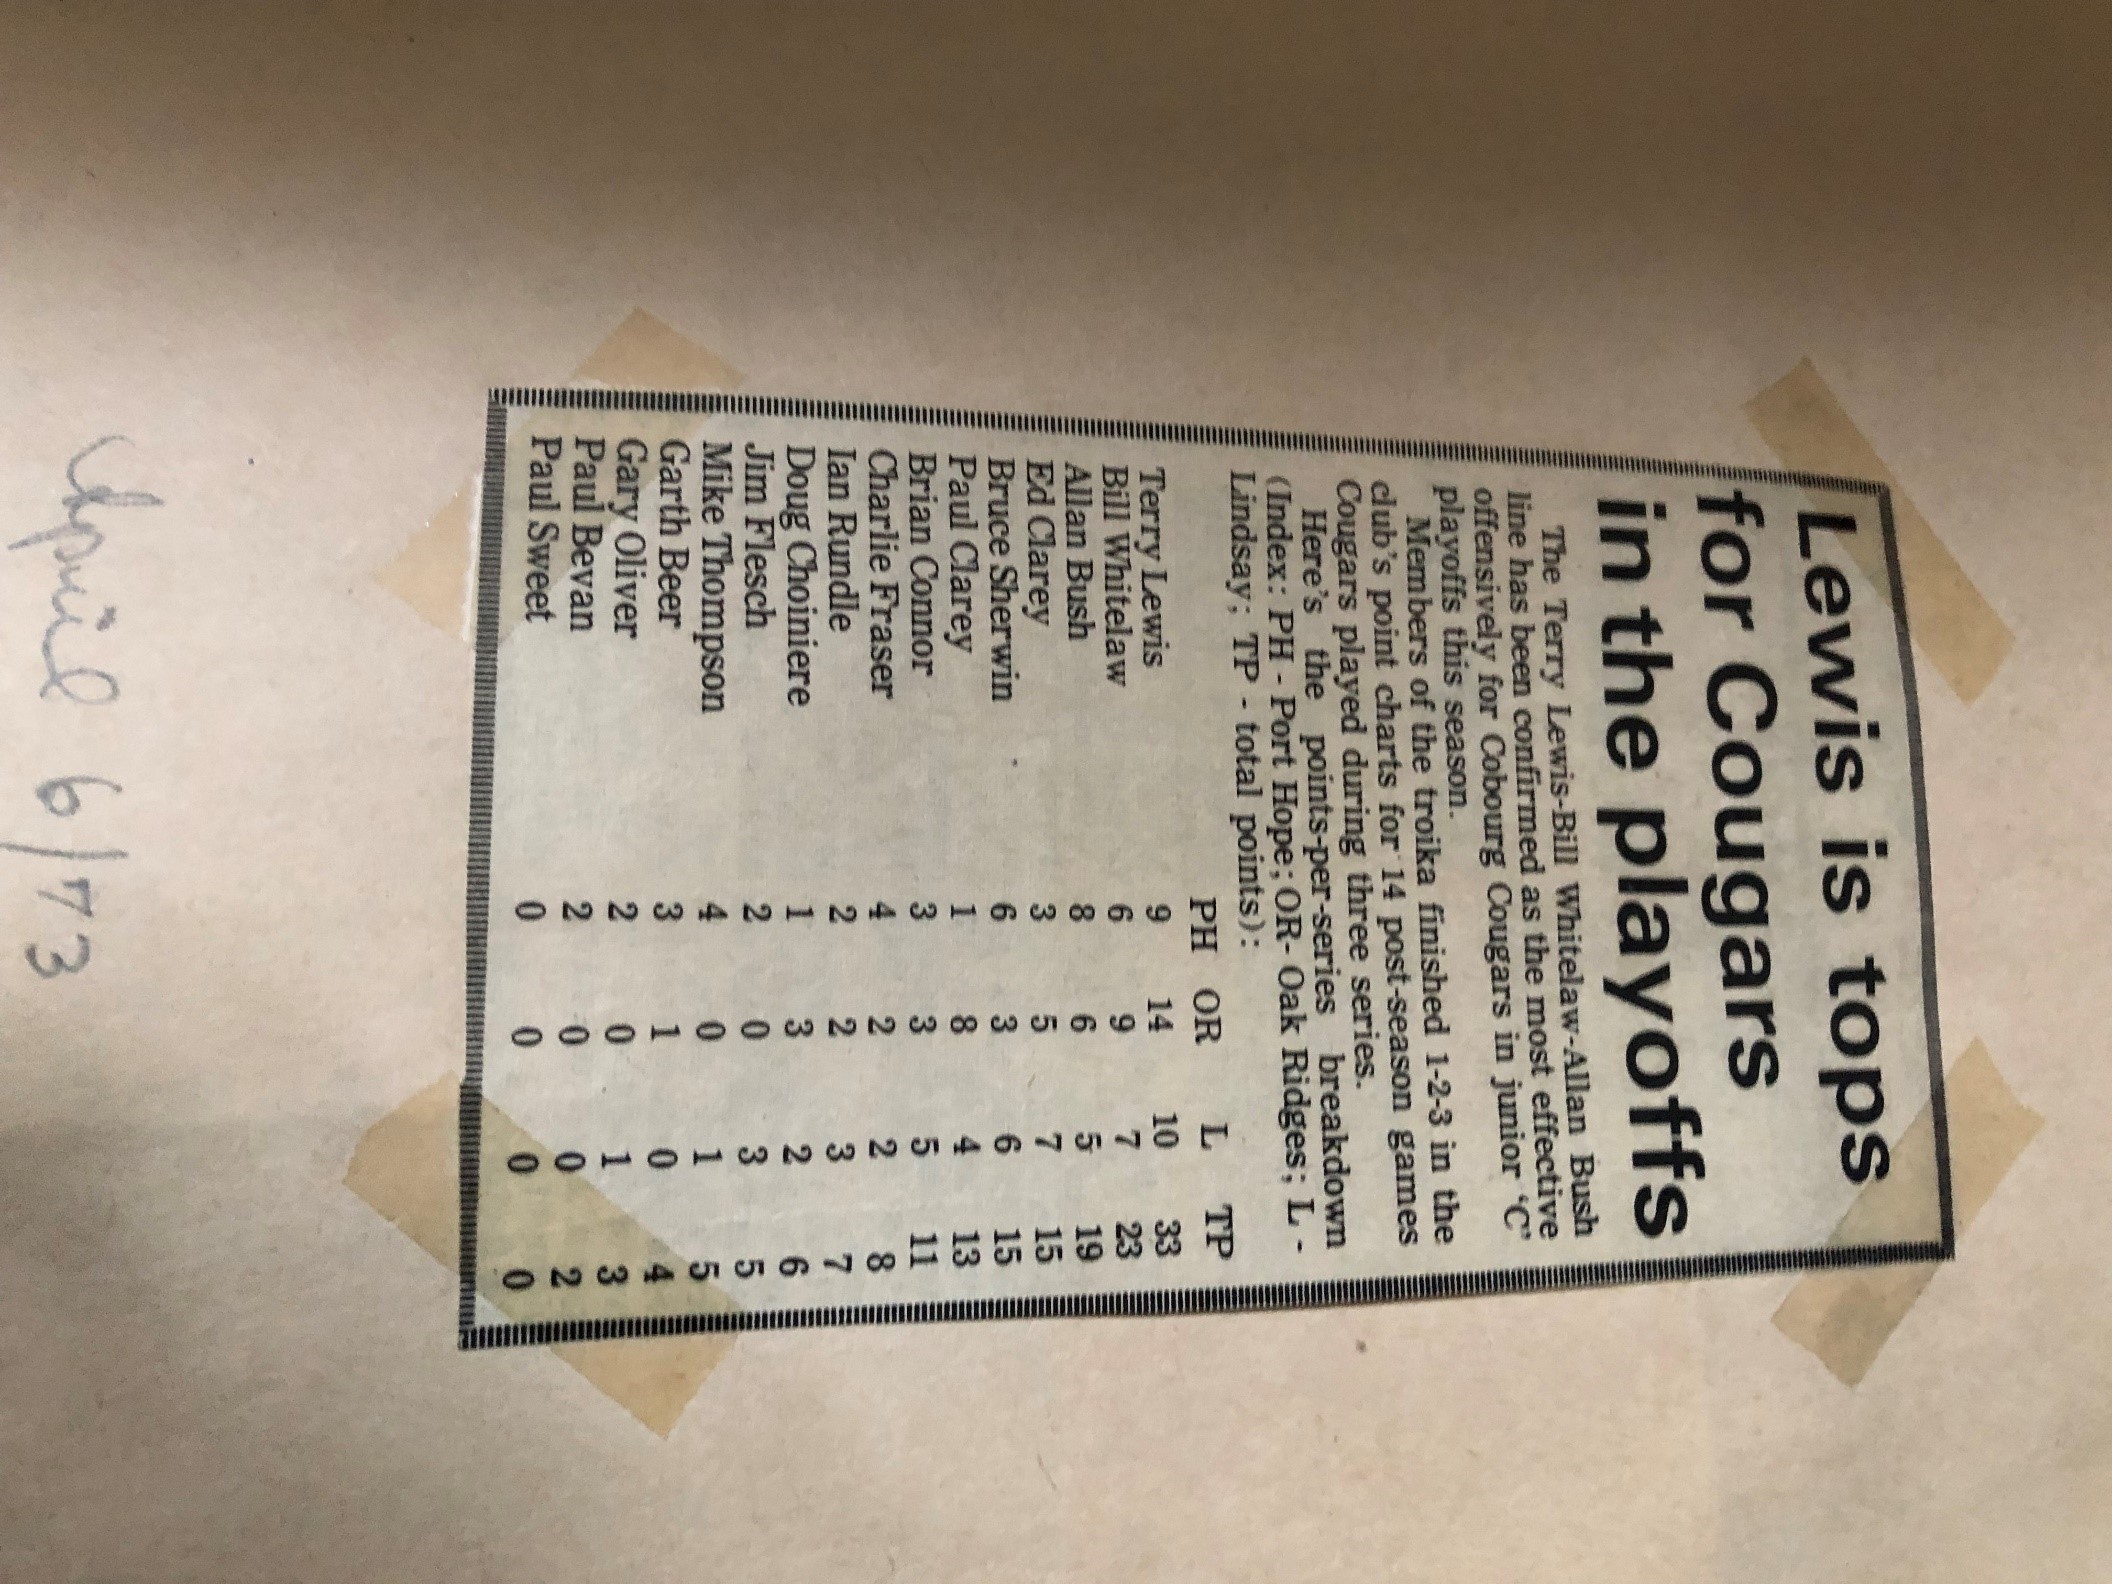 Lewis is tops
for Cougars
in the playoffs
The Terry Lewis-Bill Whitelaw-Allan Bush
line has been confirmed as the most effective
offensively for Cobourg Cougars in junior ‘C’
playoffs this season.
Members of the troika finished 1-2-3 in the
club's point charts for 14 post-season games
Cougars played during three series.
Here's the points-per-series breakdown
(Index: PH - Port Hope; OR- Oak Ridges; L -
Lindsay; TP - total points):
PH OR L TP
Terry Lewis 9 14 10 33
Bill Whitelaw 6 9 7 23
Allan Bush 8 6 5 19
Ed Clarey 3 5 7 15
Bruce Sherwin 6 3 6 15
Paul Clarey 1 8 4 13
Brian Connor 3 3 5 11
Charlie Fraser 4 2 2 8
Ian Rundle 2 2 3 7
Doug Choiniere 1 3 2 6
Jim Flesch 2 0 3 5
Mike Thompson 4 0 1 5
Garth Beer 3 1 0 4
Gary Oliver 2 0 1 3
Paul Bevan 2 0 0 2
Paul Sweet 0 0 0 0
April 6/73